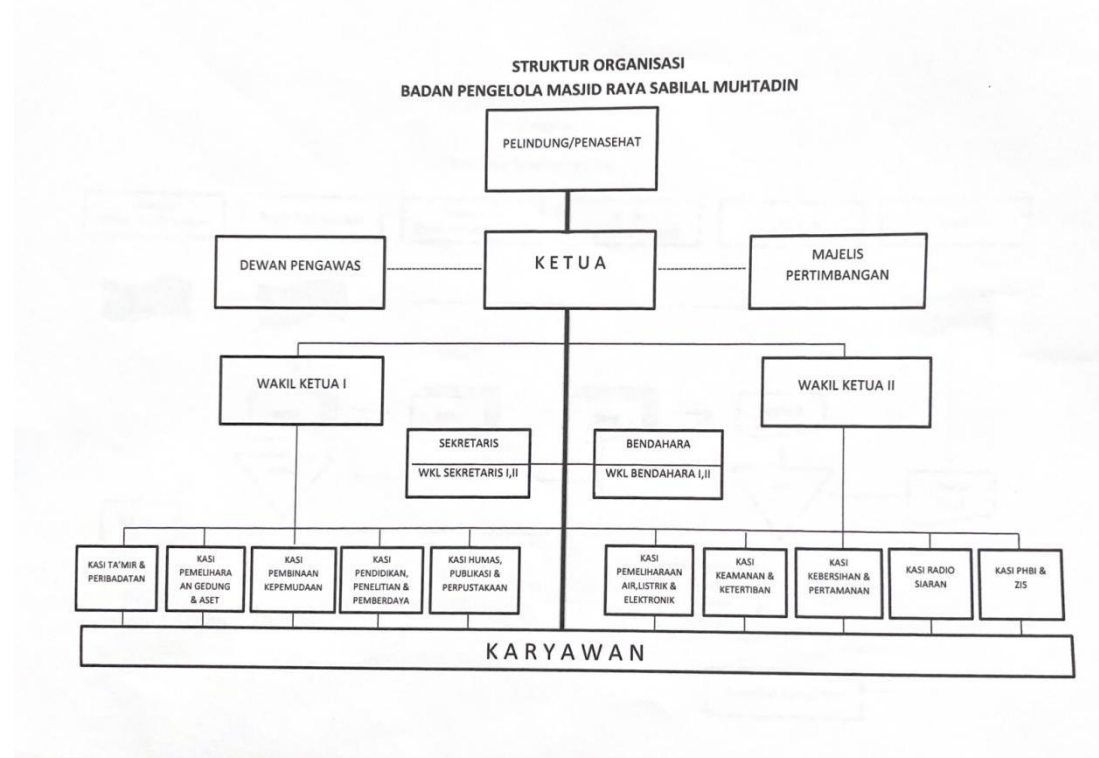 STRUKTUR ORGANISASI
BADAN PENGELOLA MASJID RAYA SABILAL MUHTADIN
PELINDUNG/PENASEHAT
DEWAN PENGAWAS
KETUA
MAJELIS
PERTIMBANGAN
WAKIL KETUA I
WAKIL KETUA II
SEKRETARIS
WKL SEKRETARIS I,II
BENDAHARA
WKL BENDAHARA I,II
KASI TA'MIR &
PERIBADATAN
KASI
PEMELIHARA
AN GEDUNG
& ASET
KASI
PEMBINAAN
KEPEMUDAAN
KASI
PENDIDIKAN,
PENELITIAN &
PEMBERDAYA
KASI HUMAS,
PUBLIKASI &
PERPUSTAKAAN
KASI
PEMELIHARAAN
AIR,LISTRIK &
ELEKTRONIK
KASI
KEAMANAN &
KETERTIBAN
KASI
KEBERSIHAN &
PERTAMANAN
KASI RADIO
SIARAN
KASI PHBI &
ZIS
KARYAWAN